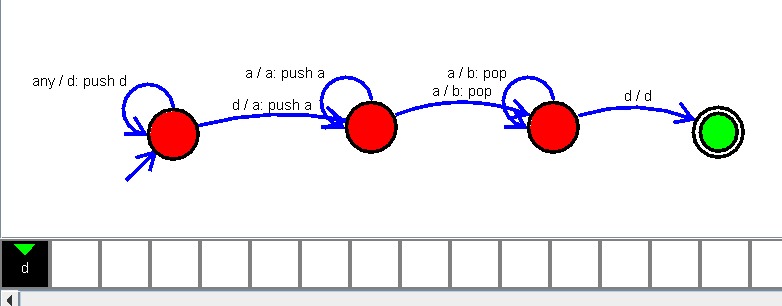 any / d: push d
a / a: push a
d / a: push a
a / b: pop
a / b: pop
d / d
d